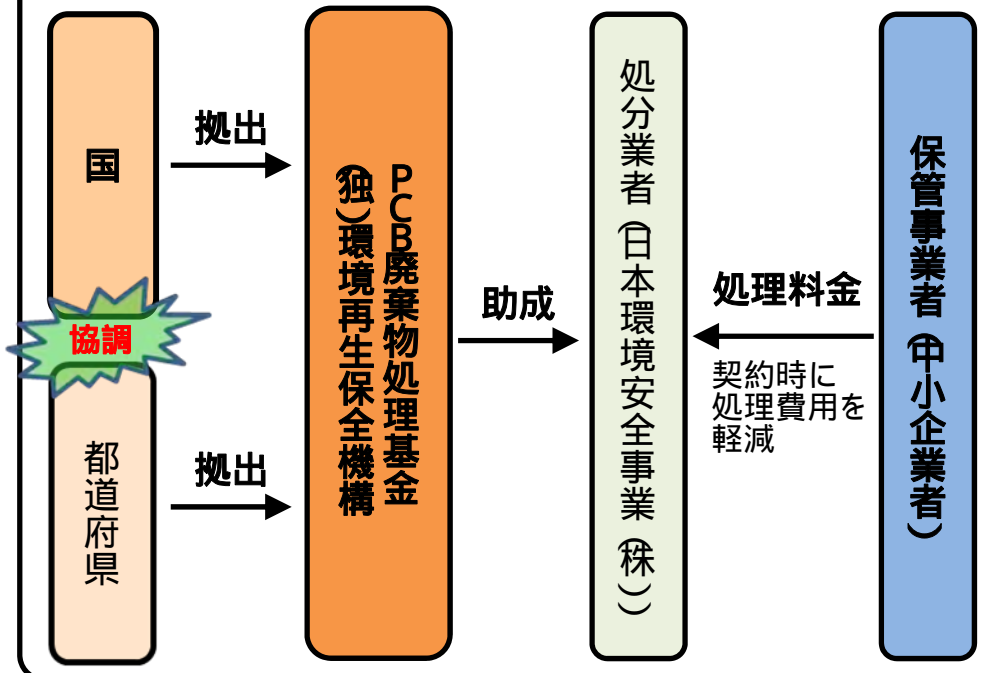 国
協調
都道府県
拠出
拠出
PCB廃棄物処理基金
(独)環境再生保全機構
助成
処分業者(日本環境安全事業(株))
処理料金
契約時に
処理費用を
軽減
保管事業者(中小企業者)